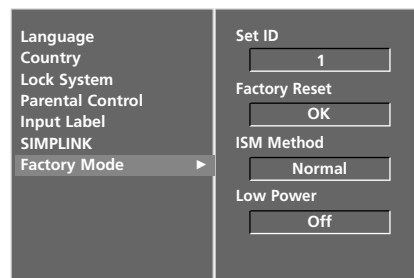 Language
Country
Lock System
Parental Control
Input Label
SIMPLINK
Factory Mode ►
Set ID
1
Factory Reset
OK
ISM Method
Normal
Low Power
Off